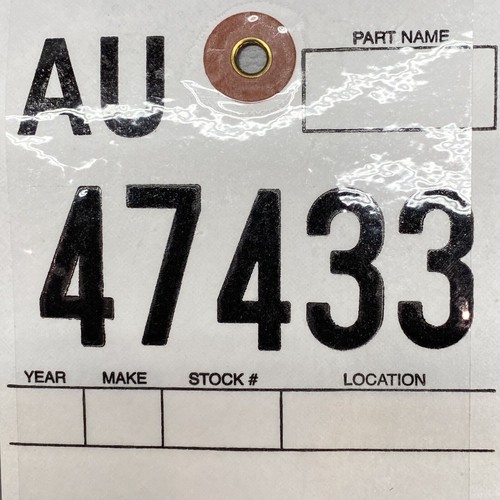 AU
PART NAME
47433
YEAR MAKE STOCK # LOCATION